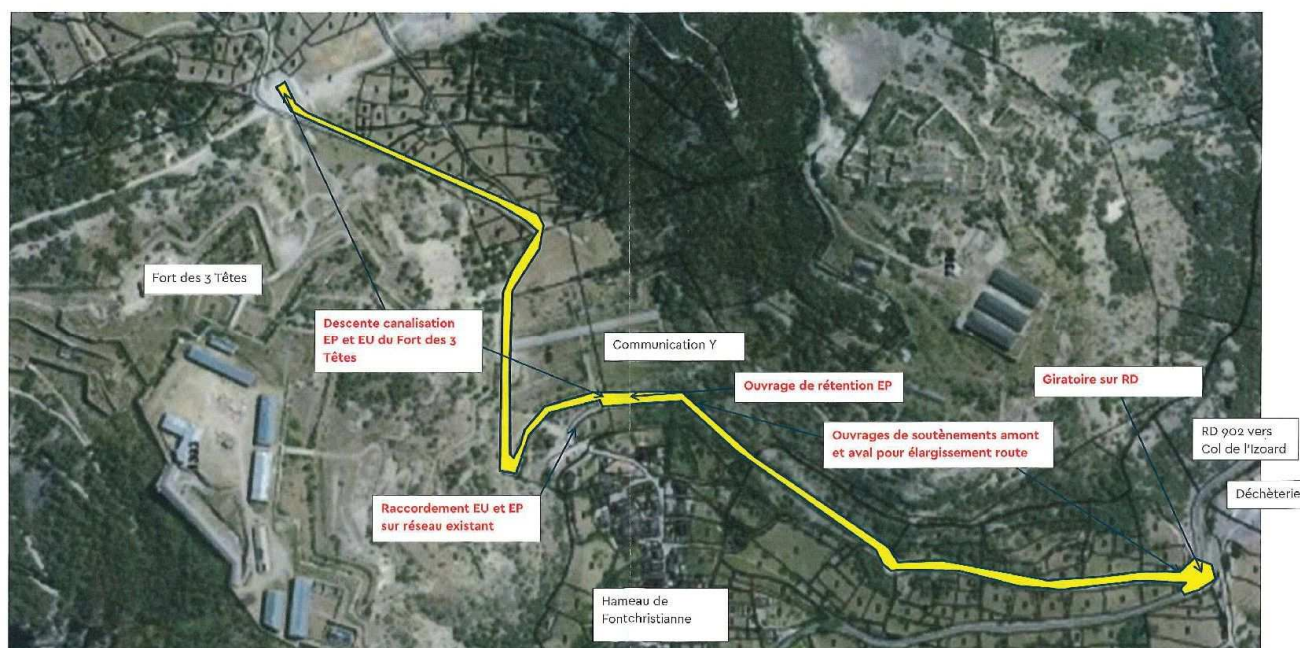 Fort des 3 Têtes
Descente canalisation
EP et EU du Fort des 3
Têtes
Communication Y
Ouvrage de rétention EP
Giratoire sur RD
Ouvrages de soutènements amont
et aval pour élargissement route
RD 902 vers
Col de l'Izoard
Déchèterie
Raccordement EU et EP
sur réseau existant
Hameau de
Fontchristianne